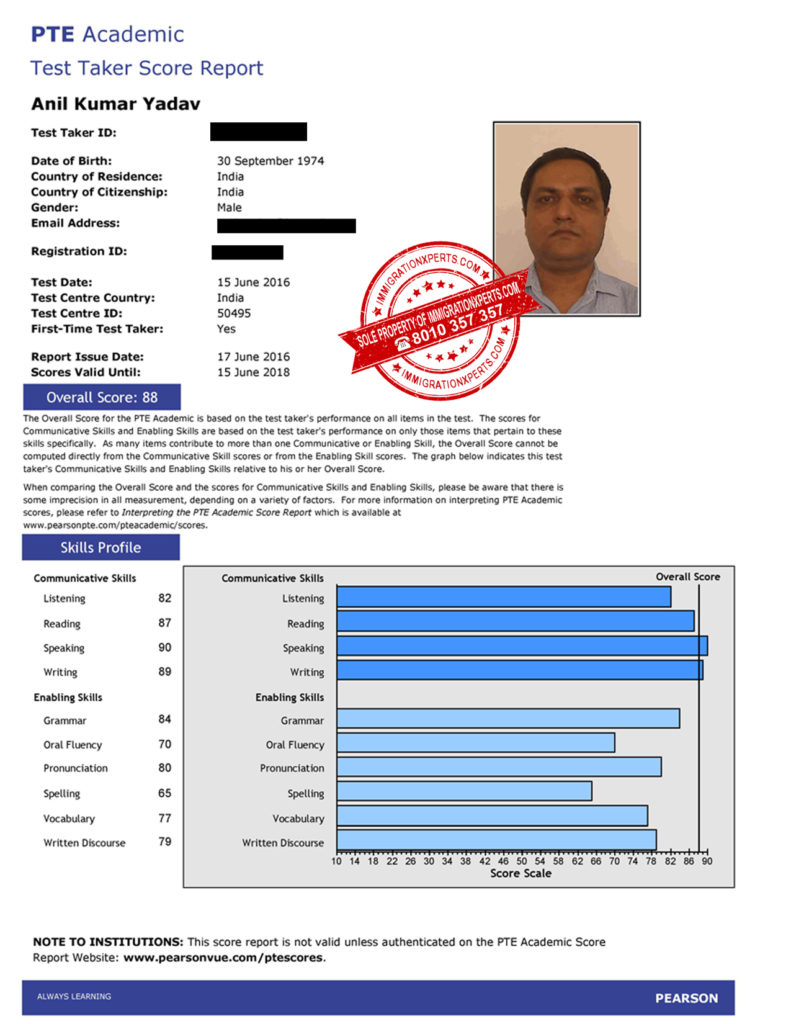 PTE Academic
Test Taker Score Report
Anil Kumar Yadav
Test Taker ID:
Date of Birth: 30 September 1974
Country of Residence: India
Country of Citizenship: India
Gender: Male
Email Address:
Registration ID:
Test Date: 15 June 2016
Test Centre Country: India
Test Centre ID: 50495
First-Time Test Taker: Yes
Report Issue Date: 17 June 2016
Scores Valid Until: 15 June 2018
IMMIGRATIONXPERTS.COM
SOLE PROPERTY OF IMMIGRATIONXPERTS.COM
☎8010 357 357
IMMIGRATIONXPERTS.COM
Overall Score: 88
The Overall Score for the PTE Academic is based on the test taker's performance on all items in the test. The scores for
Communicative Skills and Enabling Skills are based on the test taker's performance on only those items that pertain to these
skills specifically. As many items contribute to more than one Communicative or Enabling Skill, the Overall Score cannot be
computed directly from the Communicative Skill scores or from the Enabling Skill scores. The graph below indicates this test
taker's Communicative Skills and Enabling Skills relative to his or her Overall Score.
When comparing the Overall Score and the scores for Communicative Skills and Enabling Skills, please be aware that there is
some imprecision in all measurement, depending on a variety of factors. For more information on interpreting PTE Academic
scores, please refer to Interpreting the PTE Academic Score Report which is available at
www.pearsonpte.com/pteacademic/scores.
Skills Profile
Communicative Skills
Listening 82
Reading 87
Speaking 90
Writing 89
Enabling Skills
Grammar 84
Oral Fluency 70
Pronunciation 80
Spelling 65
Vocabulary 77
Written Discourse 79
Communicative Skills Overall Score
Listening
Reading
Speaking
Writing
Enabling Skills
Grammar
Oral Fluency
Pronunciation
Spelling
Vocabulary
Written Discourse
10 14 18 22 26 30 34 38 42 46 50 54 58 62 66 70 74 78 82 86 90
Score Scale
NOTE TO INSTITUTIONS: This score report is not valid unless authenticated on the PTE Academic Score
Report Website: www.pearsonvue.com/ptescores.
ALWAYS LEARNING PEARSON